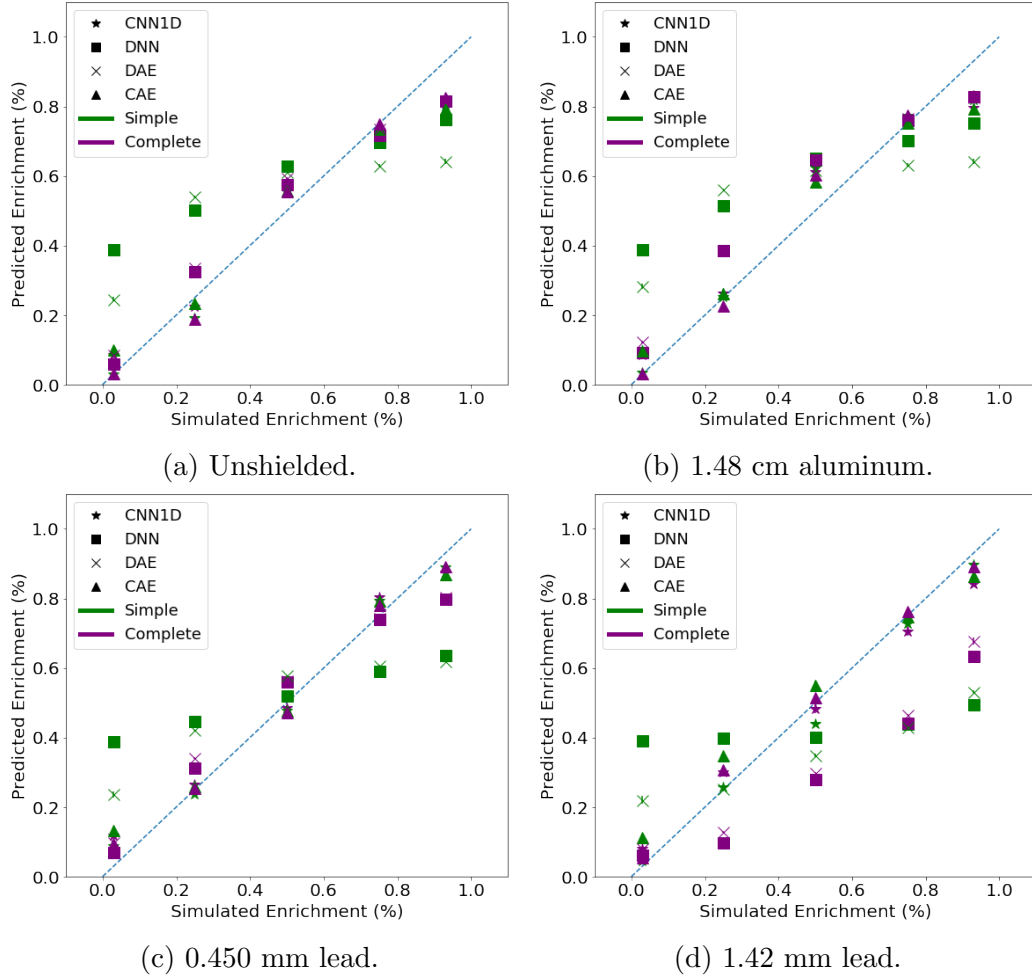 CNN1D
DNN
DAE
CAE
Simple
Complete
1.0
0.8
0.6
0.4
0.2
0.0
Predicted Enrichment (%)
0.0 0.2 0.4 0.6 0.8 1.0
Simulated Enrichment (%)
(a) Unshielded.
CNN1D
DNN
DAE
CAE
Simple
Complete
1.0
0.8
0.6
0.4
0.2
0.0
Predicted Enrichment (%)
0.0 0.2 0.4 0.6 0.8 1.0
Simulated Enrichment (%)
(b) 1.48 cm aluminum.
CNN1D
DNN
DAE
CAE
Simple
Complete
1.0
0.8
0.6
0.4
0.2
0.0
Predicted Enrichment (%)
0.0 0.2 0.4 0.6 0.8 1.0
Simulated Enrichment (%)
(c) 0.450 mm lead.
CNN1D
DNN
DAE
CAE
Simple
Complete
1.0
0.8
0.6
0.4
0.2
0.0
Predicted Enrichment (%)
0.0 0.2 0.4 0.6 0.8 1.0
Simulated Enrichment (%)
(d) 1.42 mm lead.